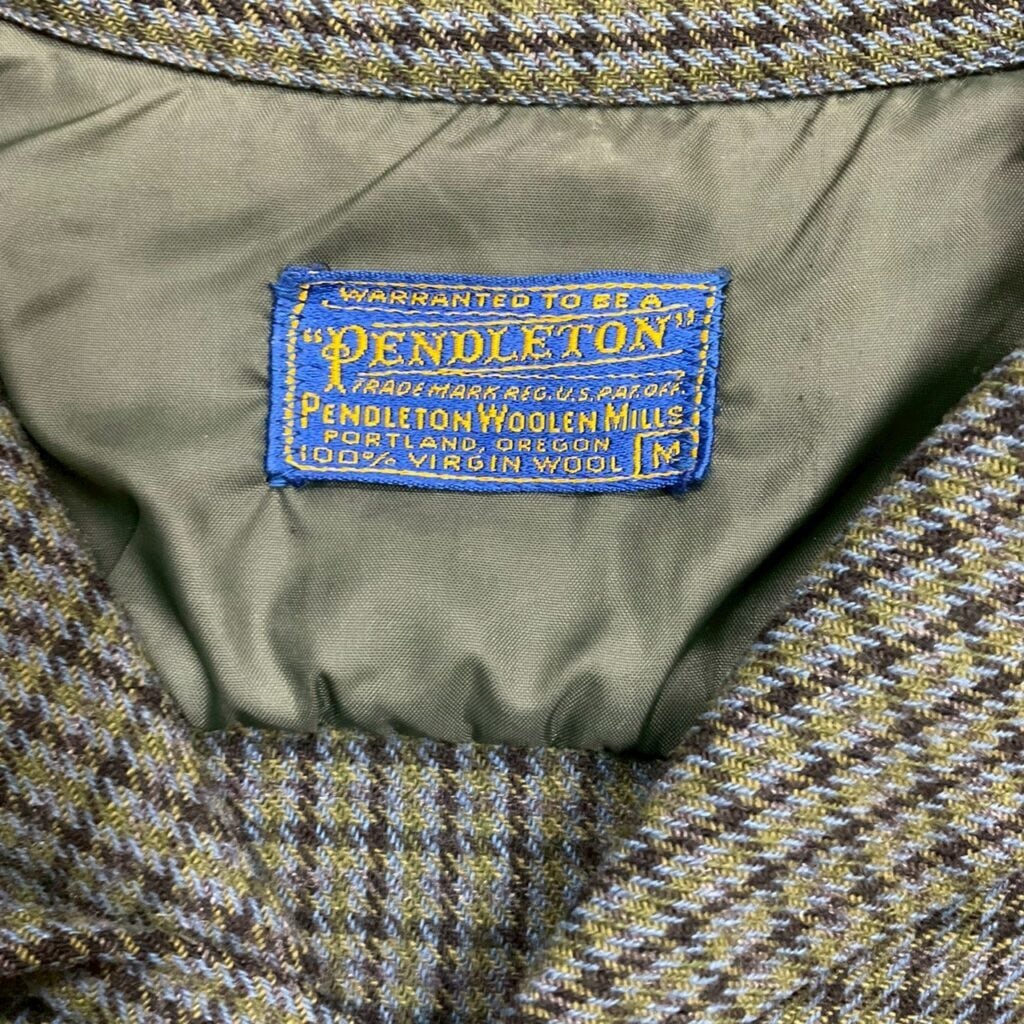 WARRANTED TO BE A
"PENDLETON"
TRADE MARK REG. U.S. PAT. OFF.
PENDLETON WOOLEN MILLS
PORTLAND, OREGON
100% VIRGIN WOOL M